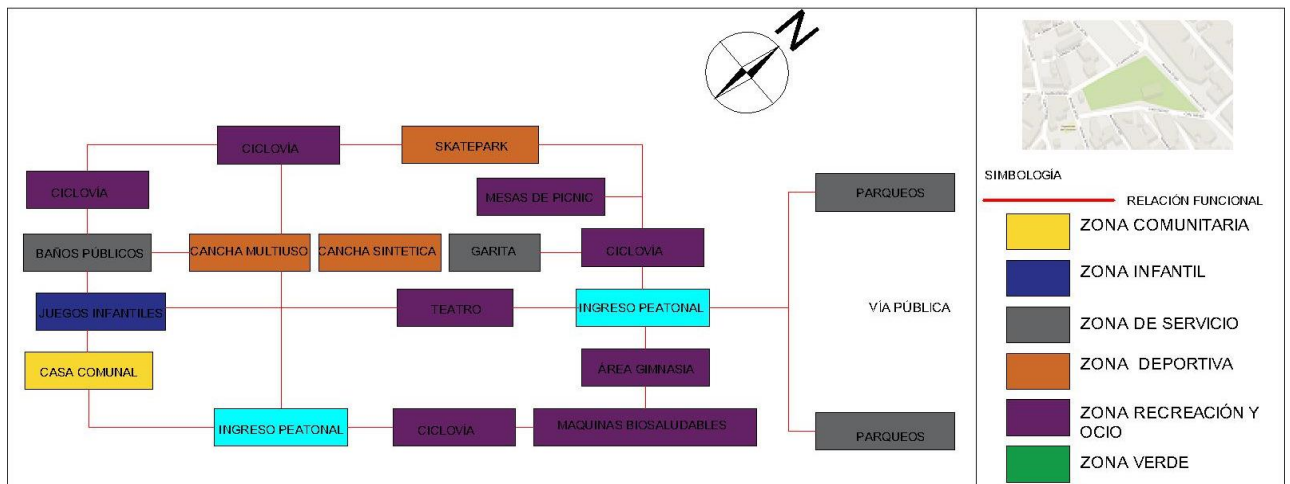 N
CICLOVÍA
SKATEPARK
CICLOVÍA
MESAS DE PICNIC
PARQUEOS
BAÑOS PÚBLICOS
CANCHA MULTIUSO
CANCHA SINTETICA
GARITA
CICLOVÍA
JUEGOS INFANTILES
TEATRO
INGRESO PEATONAL
VÍA PÚBLICA
CASA COMUNAL
ÁREA GIMNASIA
INGRESO PEATONAL
CICLOVÍA
MAQUINAS BIOSALUDABLES
PARQUEOS
SIMBOLOGÍA
RELACIÓN FUNCIONAL
ZONA COMUNITARIA
ZONA INFANTIL
ZONA DE SERVICIO
ZONA DEPORTIVA
ZONA RECREACIÓN Y
OCIO
ZONA VERDE